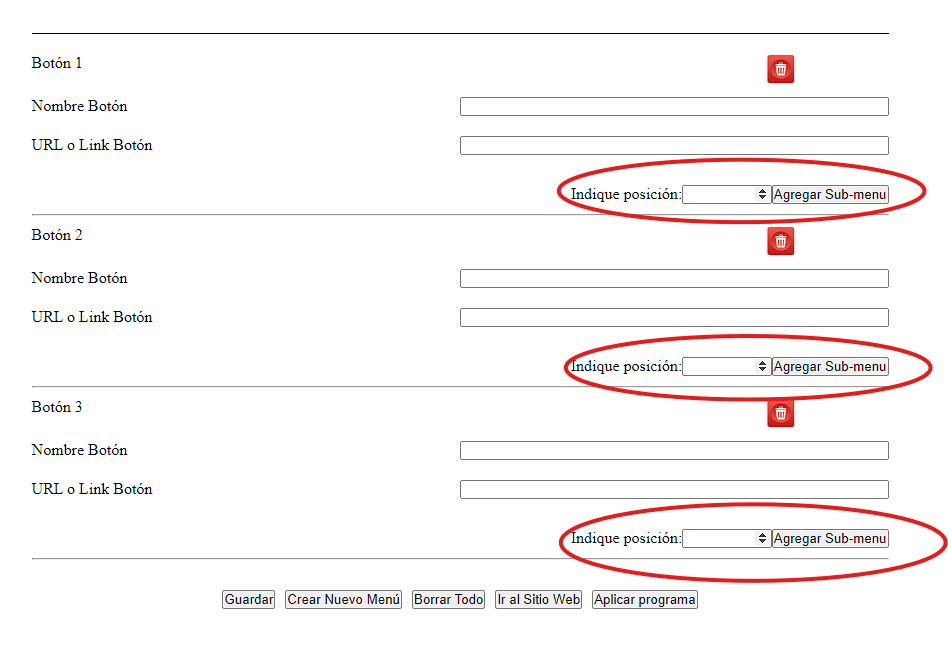 Botón 1
Nombre Botón
URL o Link Botón
Indique posición: Agregar Sub-menu
Botón 2
Nombre Botón
URL o Link Botón
Indique posición: Agregar Sub-menu
Botón 3
Nombre Botón
URL o Link Botón
Indique posición: Agregar Sub-menu
Guardar Crear Nuevo Menú Borrar Todo Ir al Sitio Web Aplicar programa